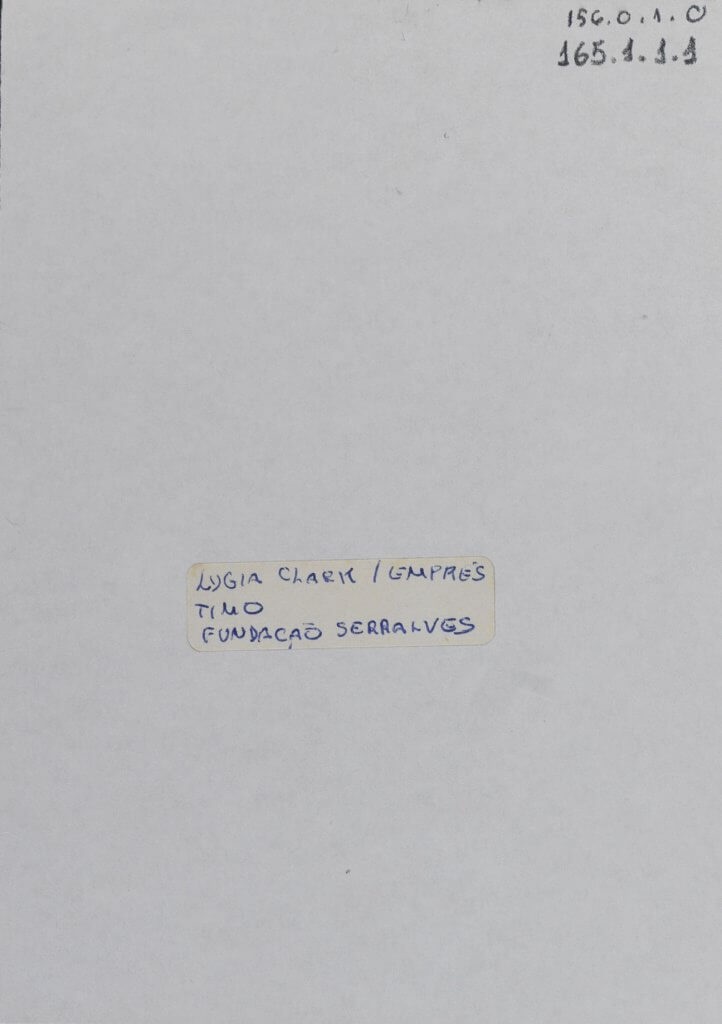 156.0.1.0
165.1.1.1
LYGIA CLARK / EMPRÉS
TIMO
FUNDAÇÃO SERRALVES